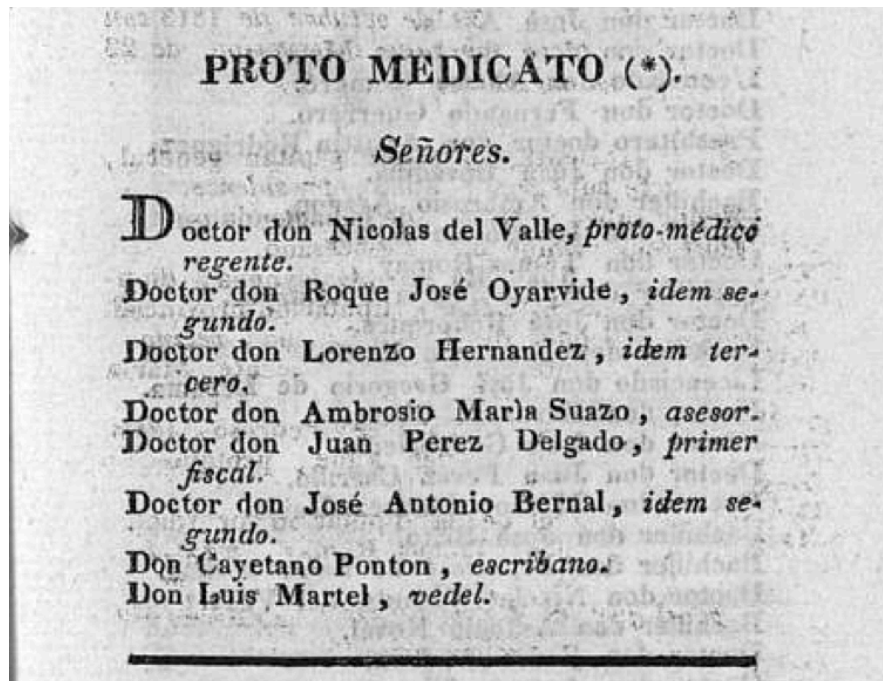 PROTO MEDICATO (*).
Señores.
Doctor don Nicolas del Valle, proto-médico
regente.
Doctor don Roque José Oyarvide, idem se-
gundo.
Doctor don Lorenzo Hernandez, idem ter-
cero.
Doctor don Ambrosio María Suazo, asesor.
Doctor don Juan Perez Delgado, primer
fiscal.
Doctor don José Antonio Bernal, idem se-
gundo.
Don Cayetano Ponton, escribano.
Don Luis Martel, vedel.